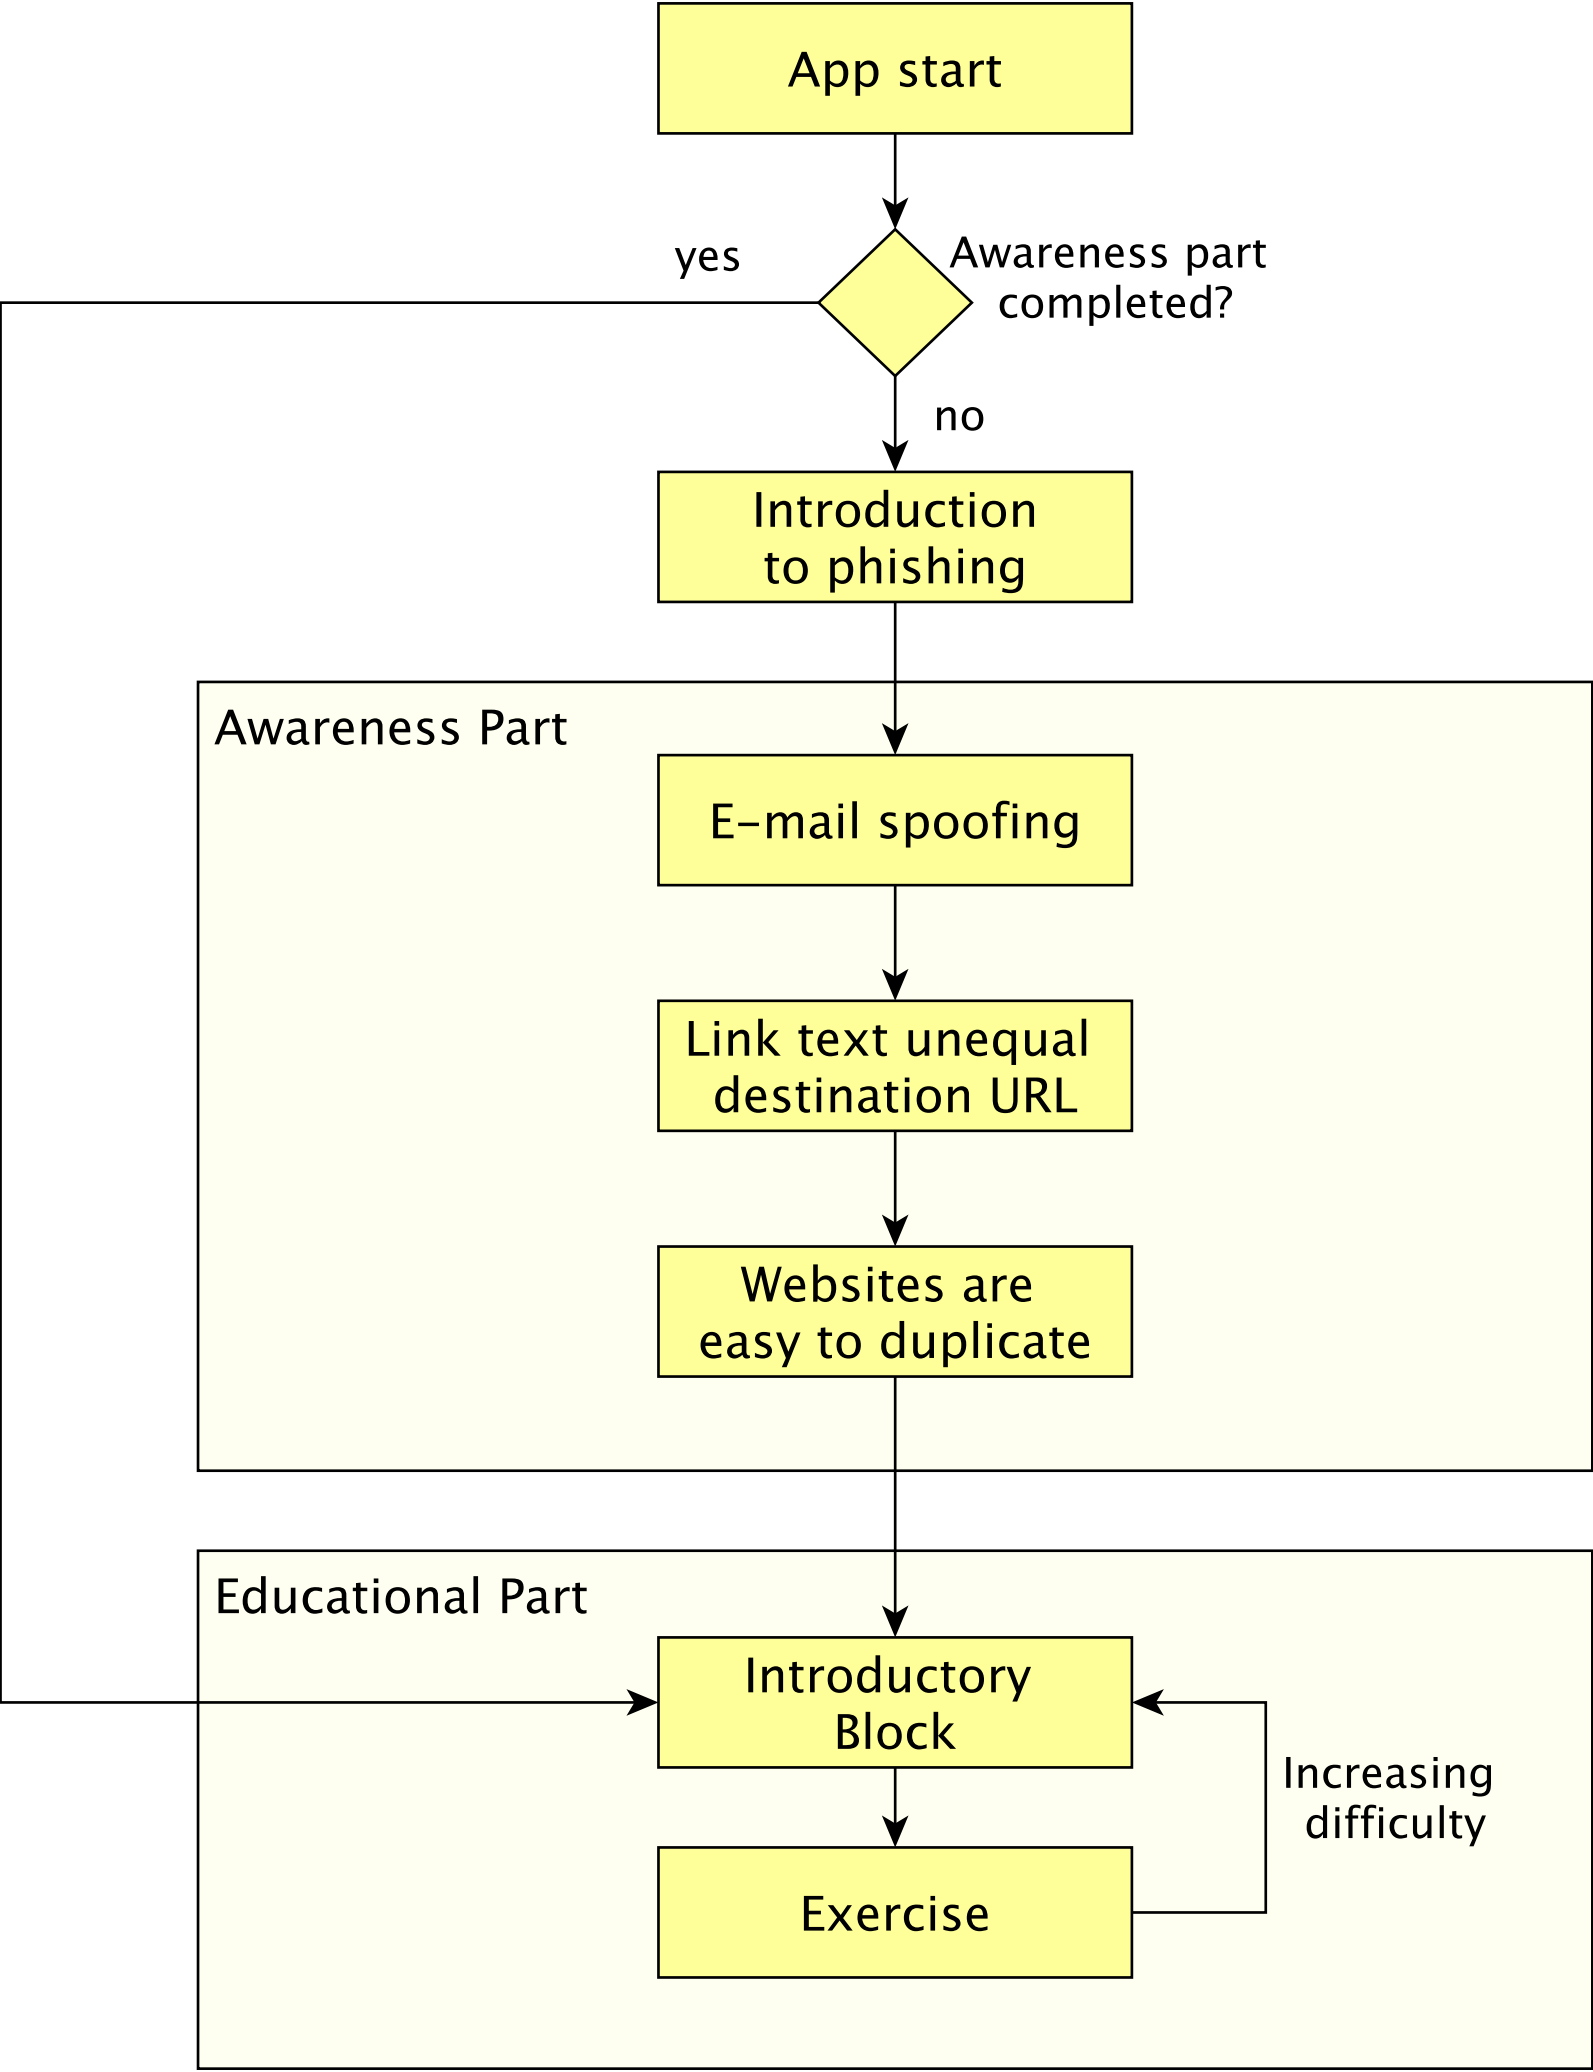 App start
yes
Awareness part
completed?
no
Introduction
to phishing
Awareness Part
E-mail spoofing
Link text unequal
destination URL
Websites are
easy to duplicate
Educational Part
Introductory
Block
Increasing
difficulty
Exercise